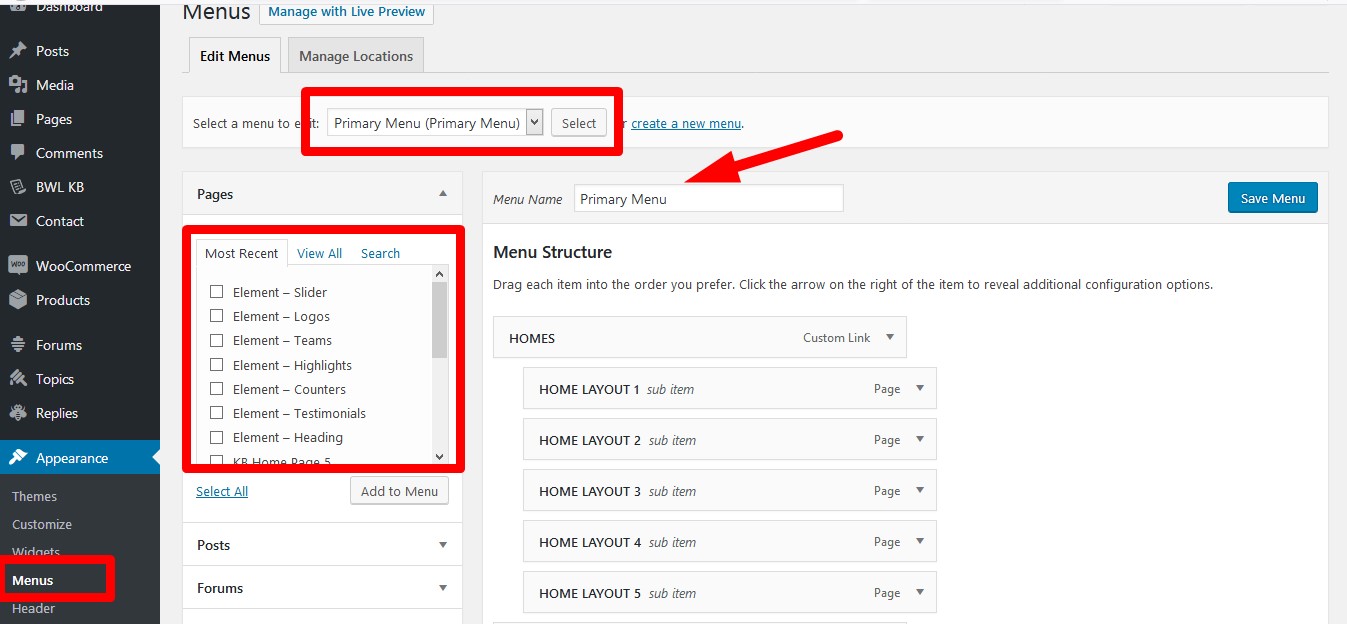 Dashboard
Posts
Media
Pages
Comments
BWL KB
Contact
WOO
WooCommerce
Products
Forums
Topics
Replies
Appearance
Themes
Customize
Widgets
Menus
Header
Menus
Manage with Live Preview
Edit Menus
Manage Locations
Select a menu to edit:
Primary Menu (Primary Menu)
Select
r create a new menu.
Pages
Most Recent
View All
Search
Element – Slider
Element – Logos
Element – Teams
Element – Highlights
Element – Counters
Element – Testimonials
Element – Heading
KB Home Page 5
Select All
Add to Menu
Posts
Forums
Menu Name
Primary Menu
Save Menu
Menu Structure
Drag each item into the order you prefer. Click the arrow on the right of the item to reveal additional configuration options.
HOMES Custom Link
HOME LAYOUT 1 sub item Page
HOME LAYOUT 2 sub item Page
HOME LAYOUT 3 sub item Page
HOME LAYOUT 4 sub item Page
HOME LAYOUT 5 sub item Page